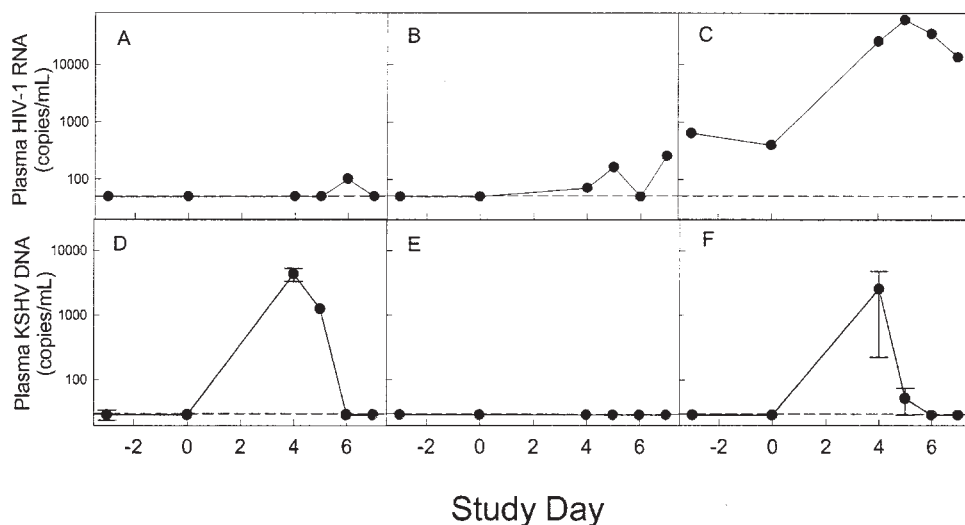 Plasma HIV-1 RNA
(copies/mL)
10000
1000
100
A
B
C
Plasma KSHV DNA
(copies/mL)
10000
1000
100
D
E
F
-2 0 2 4 6
-2 0 2 4 6
-2 0 2 4 6
Study Day